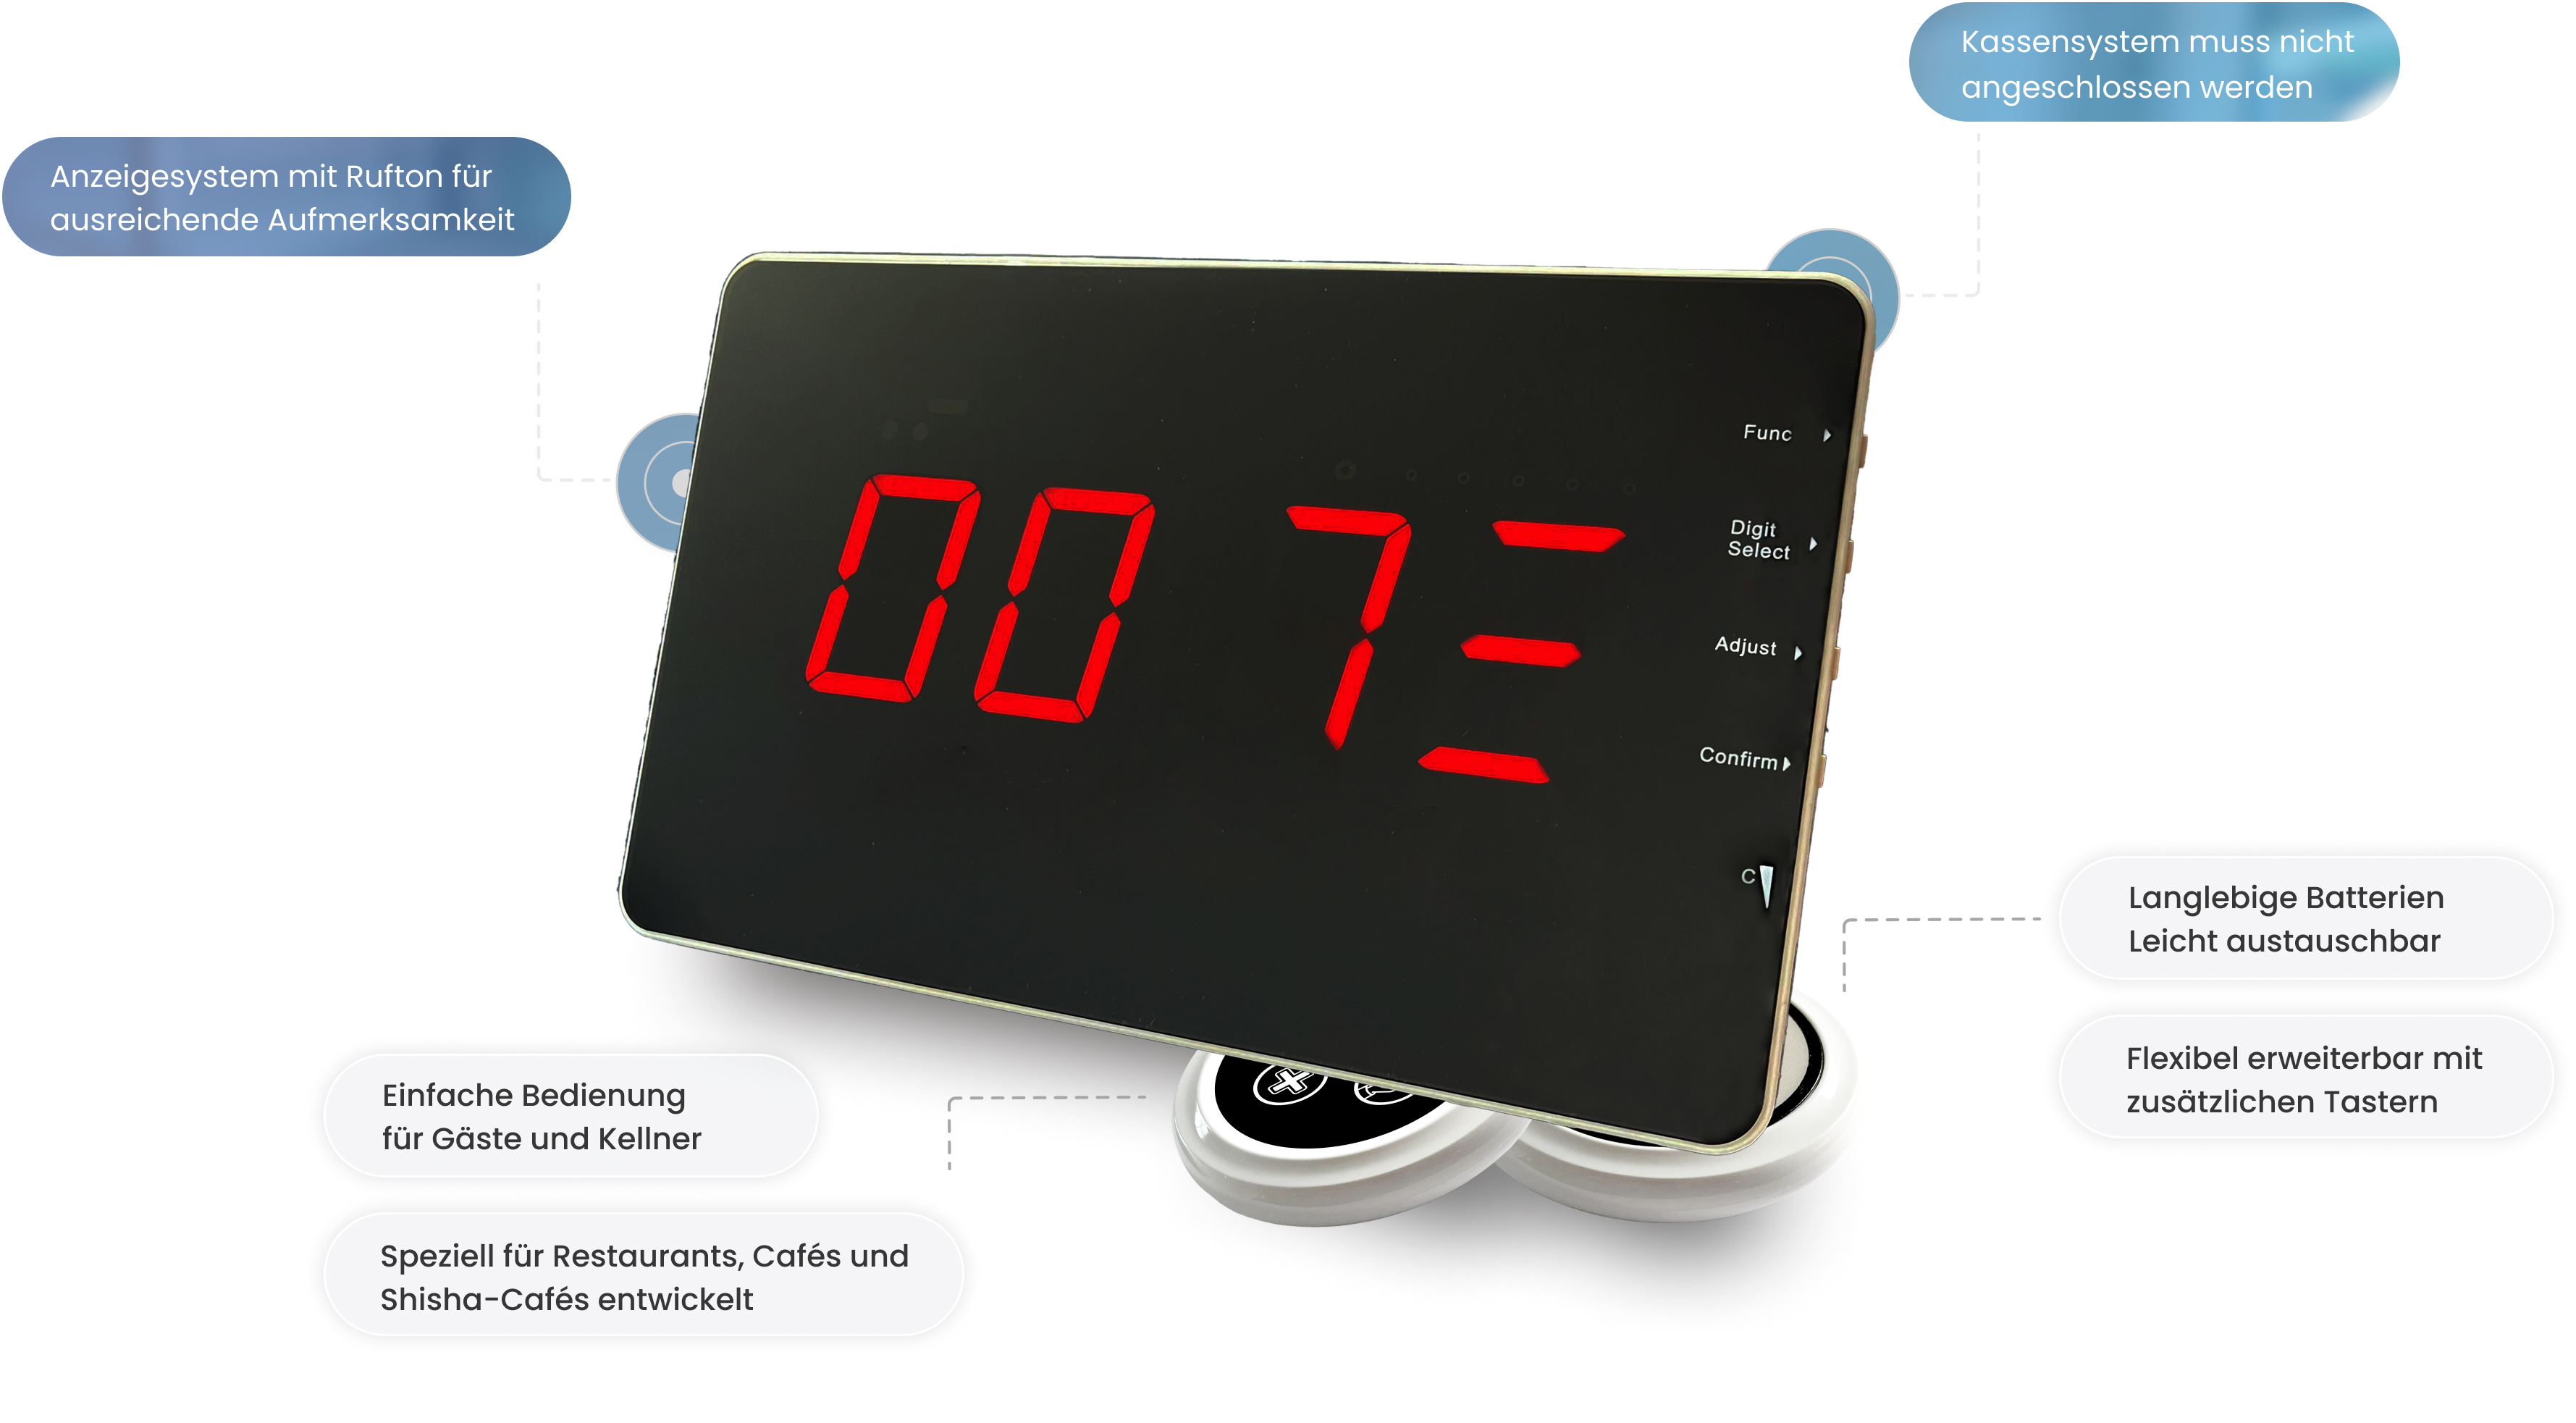 Kassensystem muss nicht
angeschlossen werden
Anzeigesystem mit Rufton für
ausreichende Aufmerksamkeit
Func
Digit
Select
Adjust
Confirm
C
007
Langlebige Batterien
Leicht austauschbar
Flexibel erweiterbar mit
zusätzlichen Tastern
Einfache Bedienung
für Gäste und Kellner
Speziell für Restaurants, Cafés und
Shisha-Cafés entwickelt